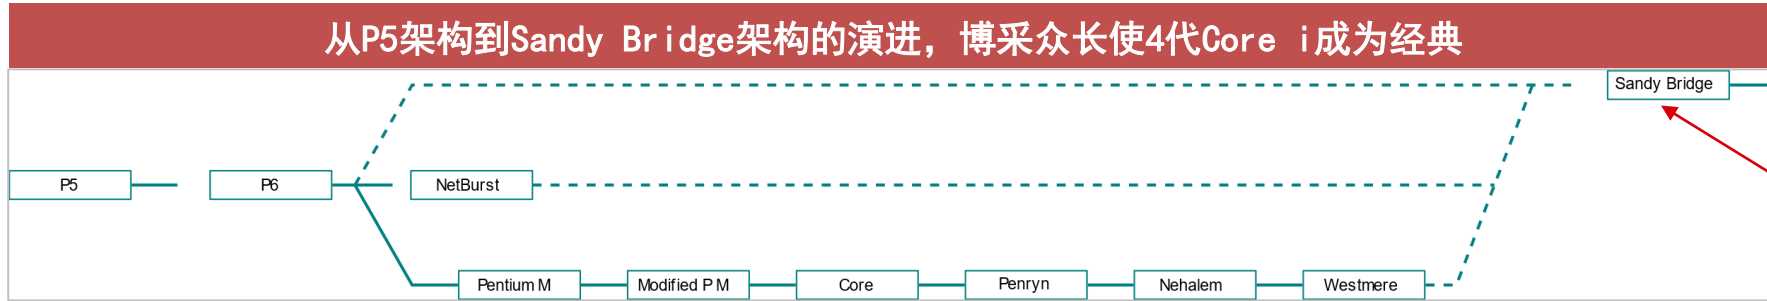 从P5架构到Sandy Bridge架构的演进，博采众长使4代Core i成为经典
Sandy Bridge
P5
P6
NetBurst
Pentium M
Modified P M
Core
Penryn
Nehalem
Westmere